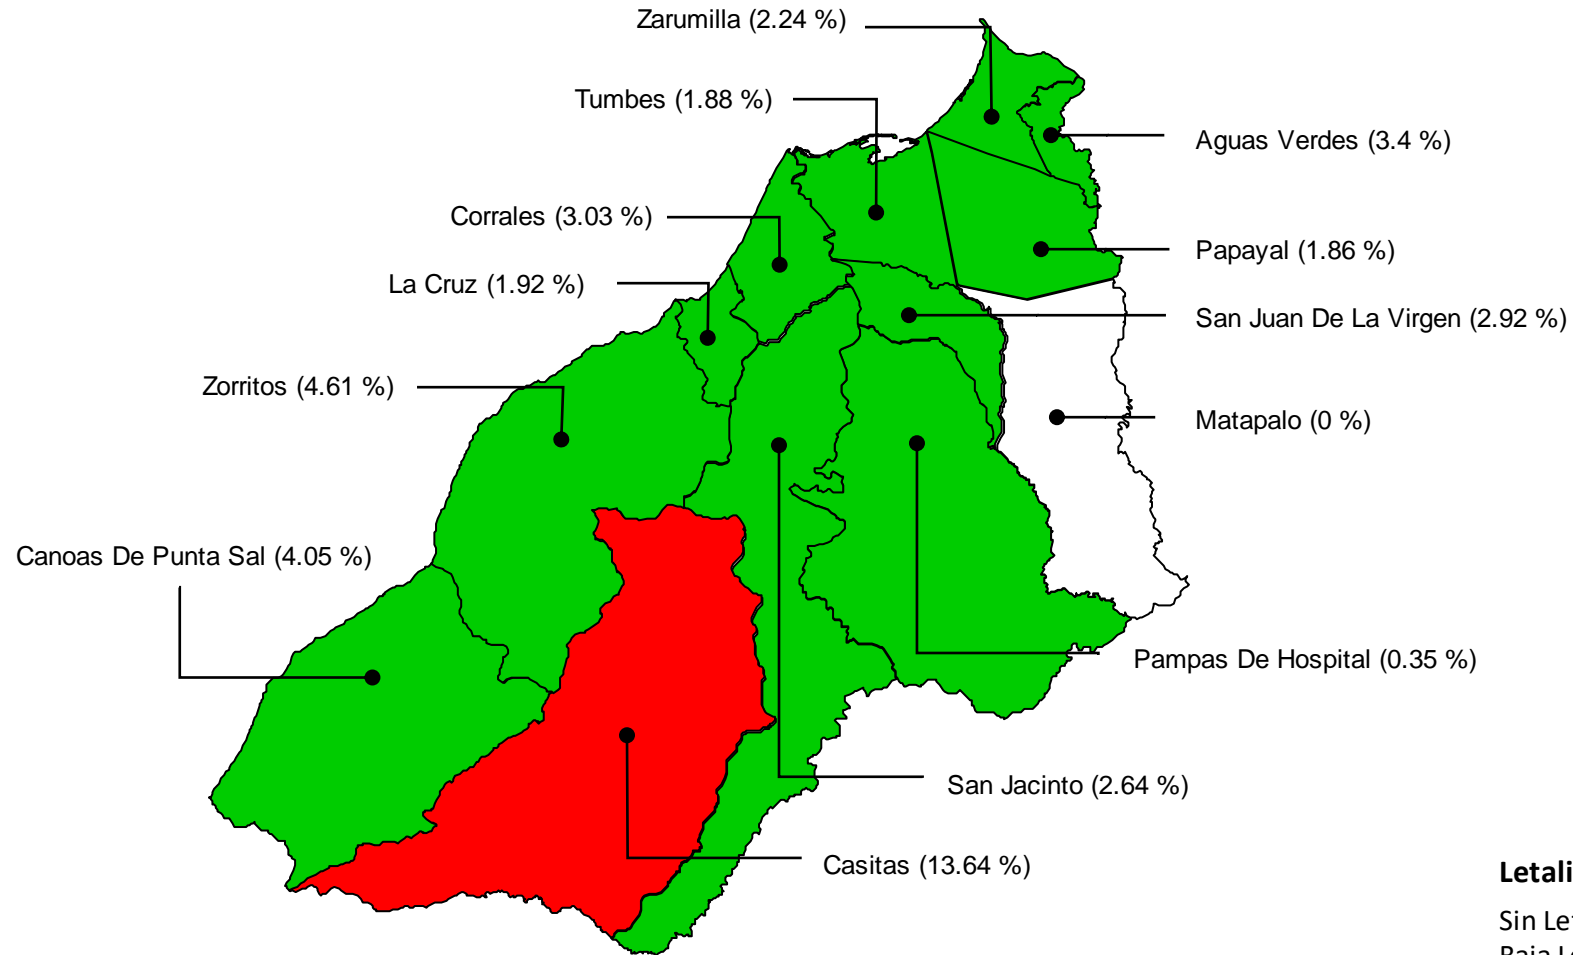 Zarumilla (2.24 %)
Tumbes (1.88 %)
Aguas Verdes (3.4 %)
Corrales (3.03 %)
Papayal (1.86 %)
La Cruz (1.92 %)
San Juan De La Virgen (2.92 %)
Zorritos (4.61 %)
Matapalo (0 %)
Canoas De Punta Sal (4.05 %)
Pampas De Hospital (0.35 %)
San Jacinto (2.64 %)
Casitas (13.64 %)
Sin